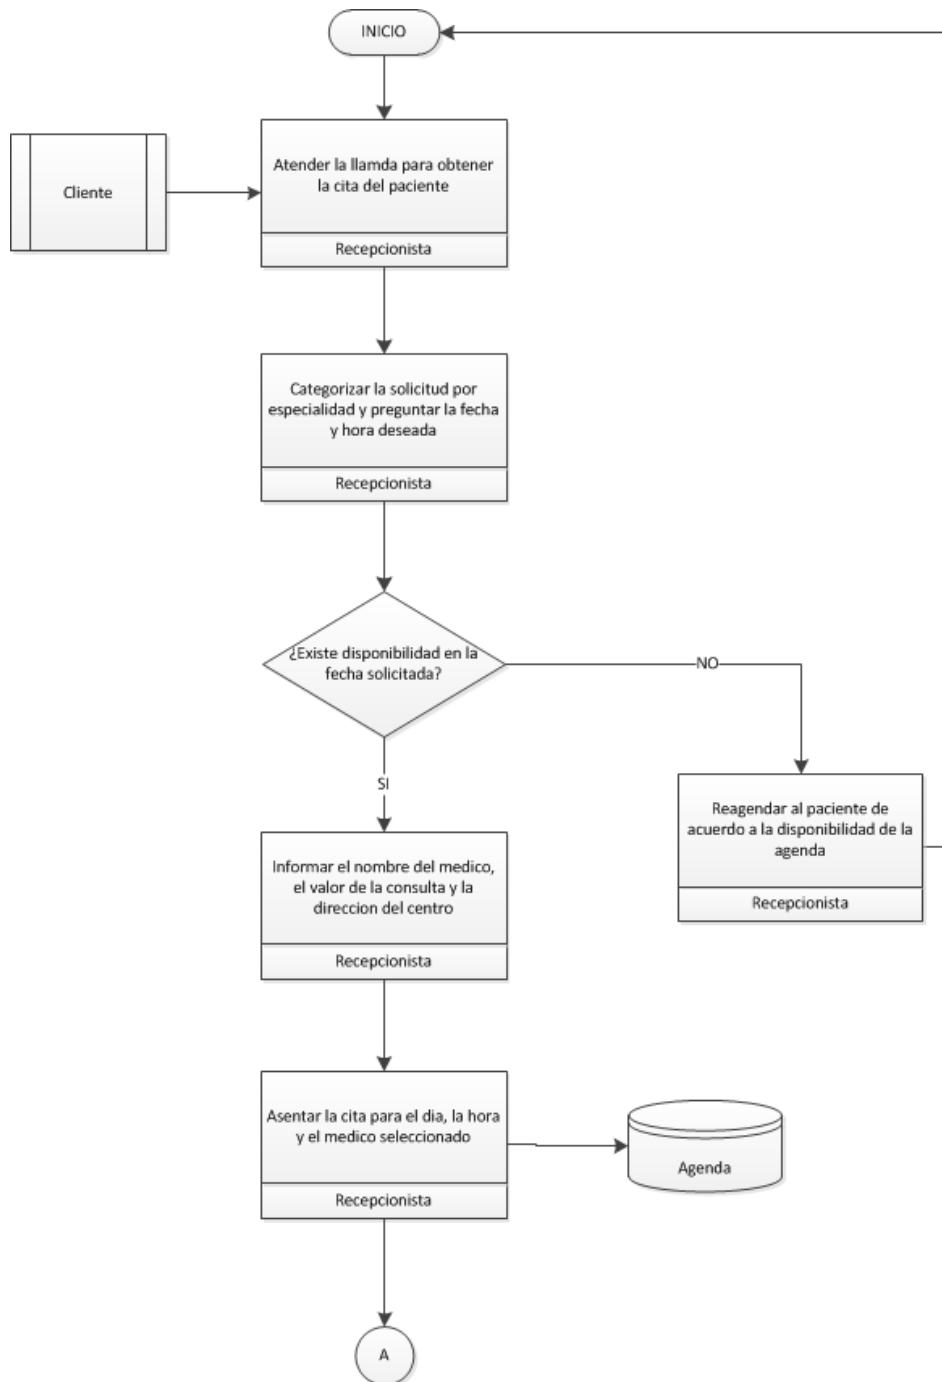 INICIO
Atender la llamda para obtener
la cita del paciente
Recepcionista
Cliente
Categorizar la solicitud por
especialidad y preguntar la fecha
y hora deseada
Recepcionista
¿Existe disponibilidad en la
fecha solicitada?
NO
SI
Reagendar al paciente de
acuerdo a la disponibilidad de la
agenda
Recepcionista
Informar el nombre del medico,
el valor de la consulta y la
direccion del centro
Recepcionista
Asentar la cita para el dia, la hora
y el medico seleccionado
Recepcionista
Agenda
A